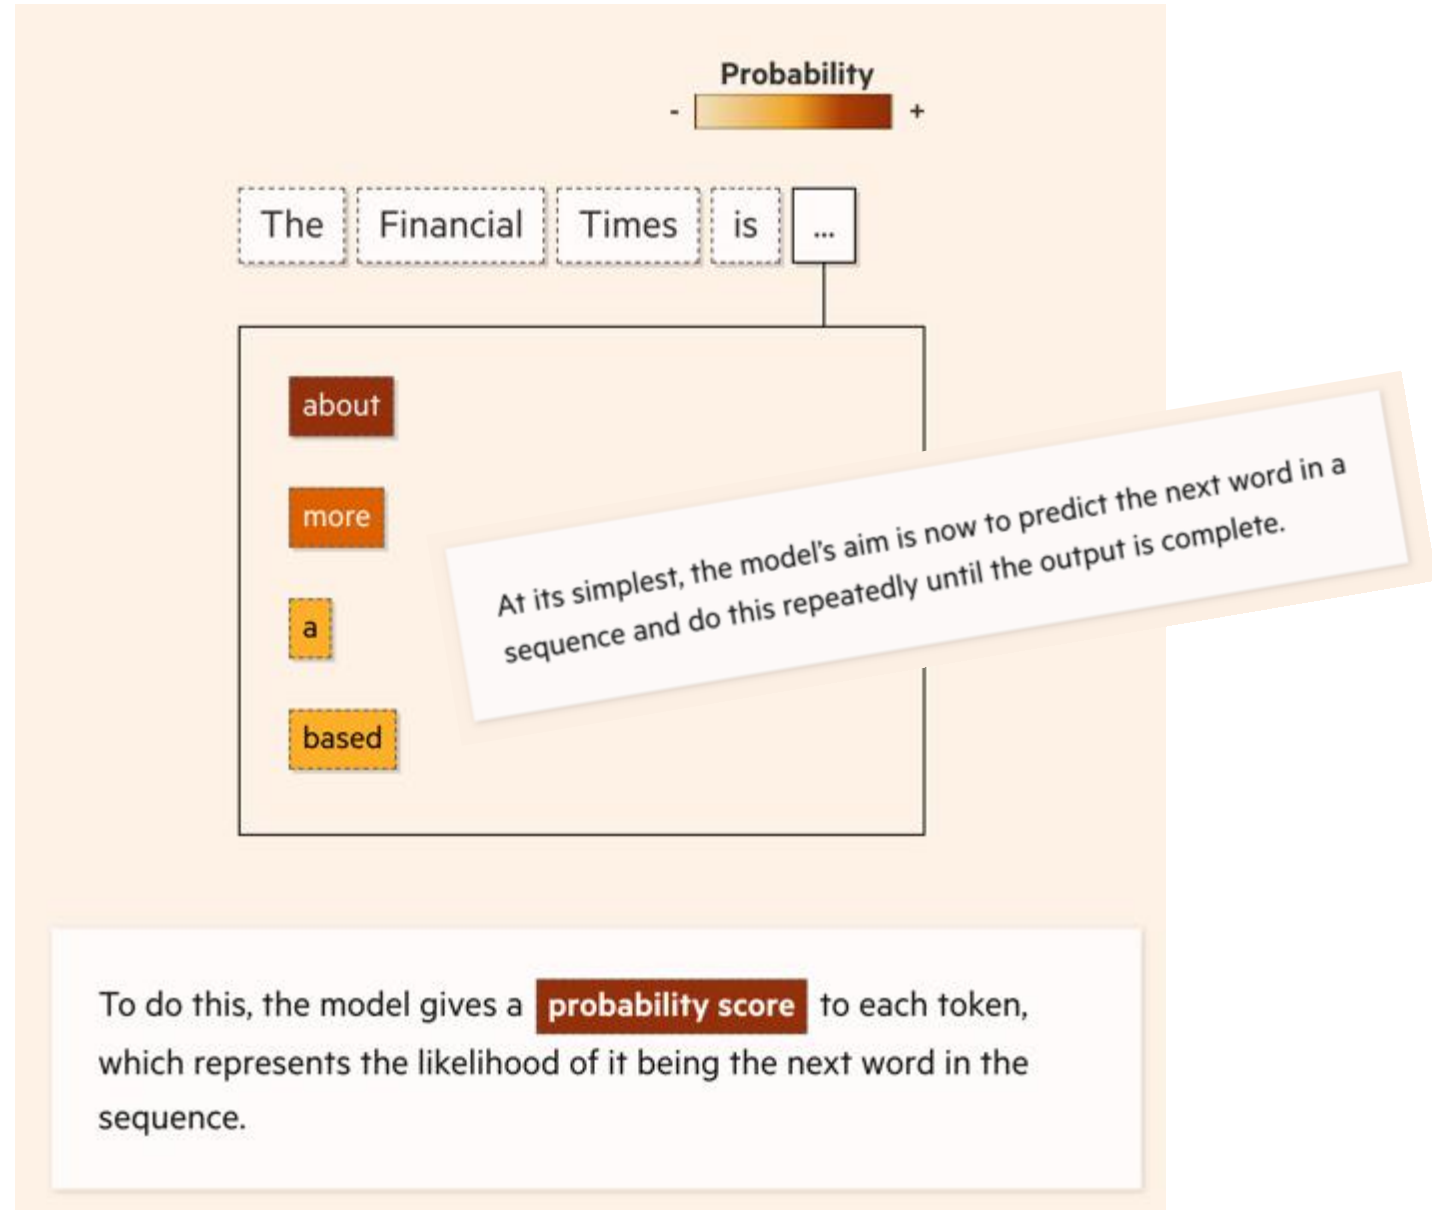 Probability
- +
The Financial Times is ...
about
more
a
based
At its simplest, the model's aim is now to predict the next word in a
sequence and do this repeatedly until the output is complete.
To do this, the model gives a probability score to each token,
which represents the likelihood of it being the next word in the
sequence.